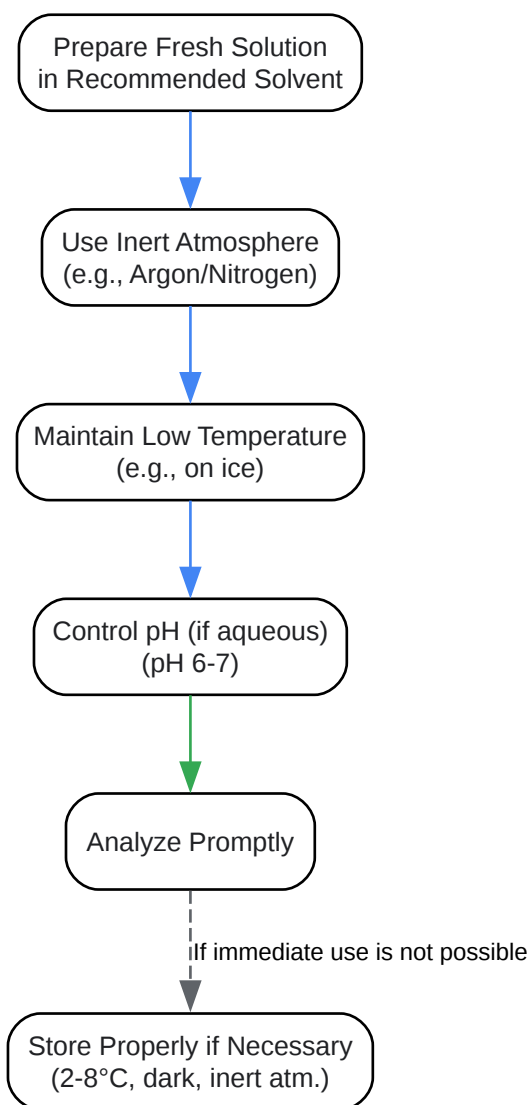 Prepare Fresh Solution
in Recommended Solvent
Use Inert Atmosphere
(e.g., Argon/Nitrogen)
Maintain Low Temperature
(e.g., on ice)
Control pH (if aqueous)
(pH 6-7)
Analyze Promptly
If immediate use is not possible
Store Properly if Necessary
(2-8°C, dark, inert atm.)